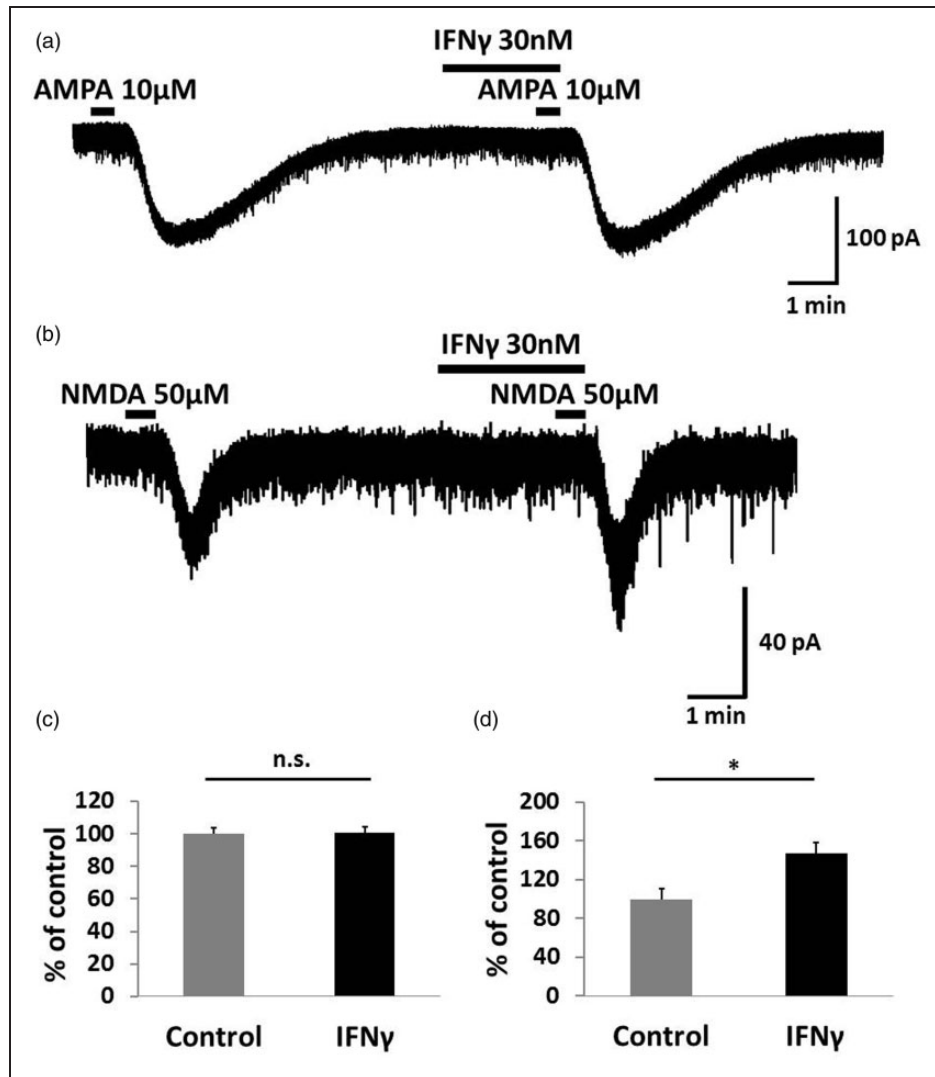 (a)
IFNγ 30nM
AMPA 10μM AMPA 10μM
100 pA
1 min
(b)
IFNγ 30nM
NMDA 50μM NMDA 50μM
40 pA
1 min
(c) (d)
n.s. *
120
100
80
60
40
20
0
% of control
Control IFNγ
200
160
120
80
40
0
% of control
Control IFNγ